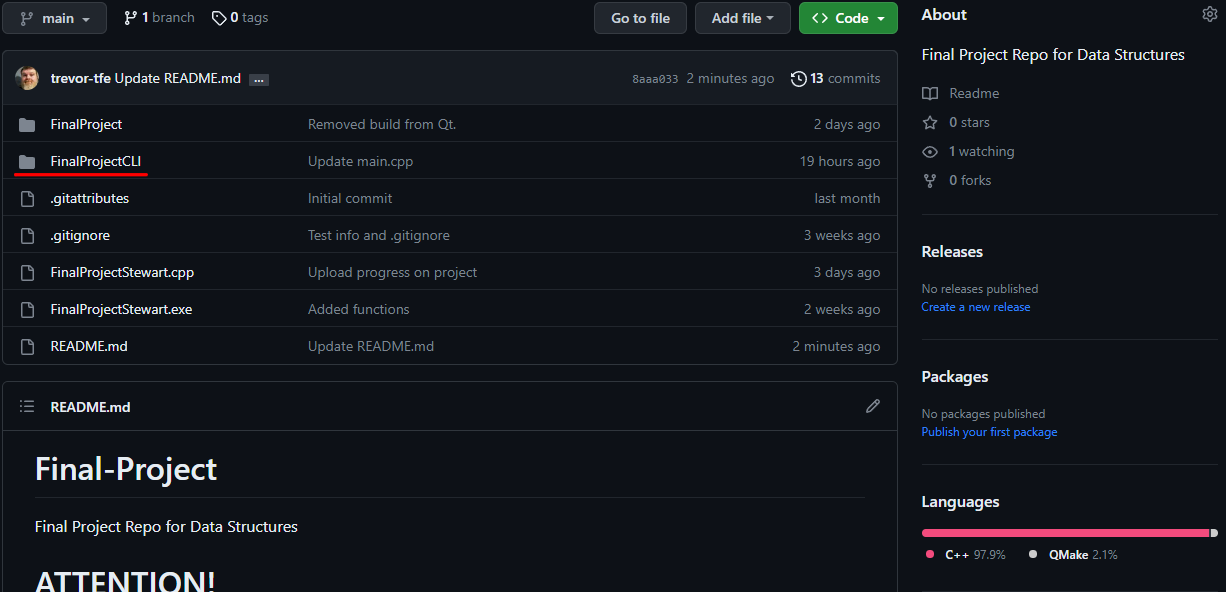 main 1 branch 0 tags Go to file Add file <> Code
trevor-tfe Update README.md ... 8aaa033 2 minutes ago 13 commits
FinalProject Removed build from Qt. 2 days ago
FinalProjectCLI Update main.cpp 19 hours ago
.gitattributes Initial commit last month
.gitignore Test info and .gitignore 3 weeks ago
FinalProjectStewart.cpp Upload progress on project 3 days ago
FinalProjectStewart.exe Added functions 2 weeks ago
README.md Update README.md 2 minutes ago
README.md
Final-Project
Final Project Repo for Data Structures
ATTENTION!
About
Final Project Repo for Data Structures
Readme
0 stars
1 watching
0 forks
Releases
No releases published
Create a new release
Packages
No packages published
Publish your first package
Languages
C++ 97.9% QMake 2.1%